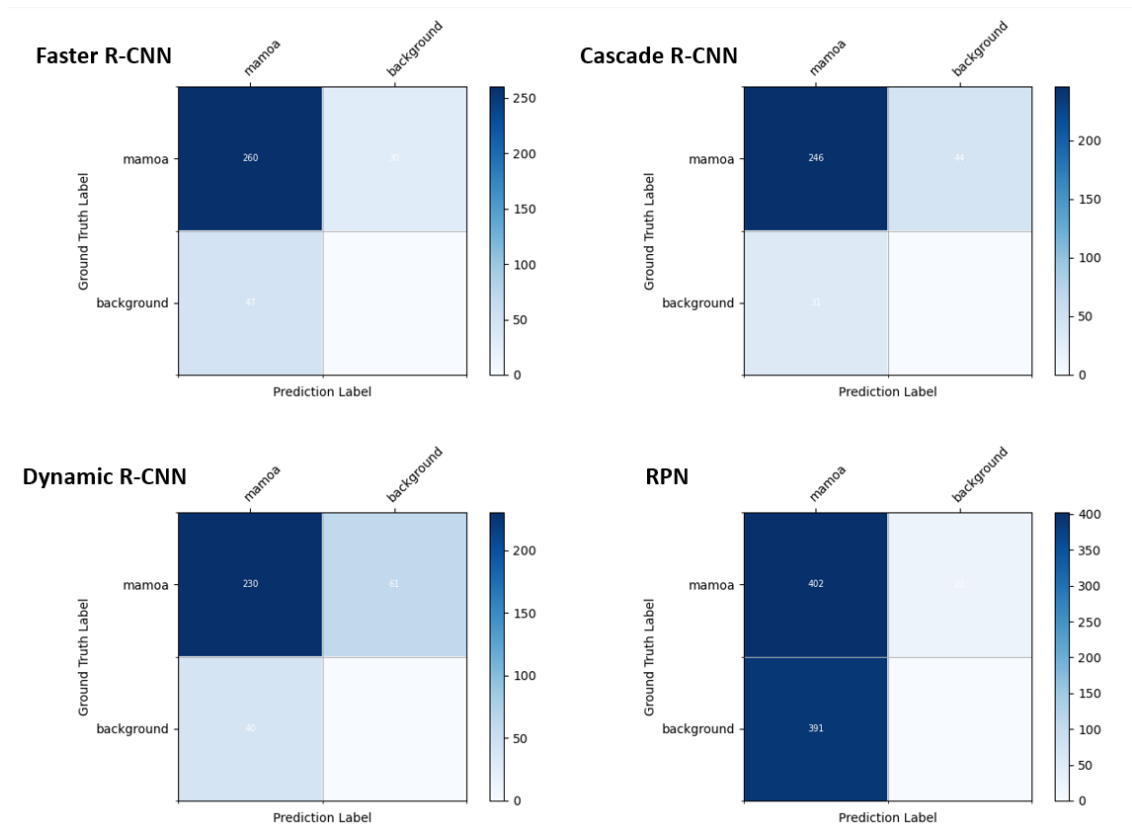 Faster R-CNN
mamoa
background
mamoa
260
30
background
47
Ground Truth Label
Prediction Label
250
200
150
100
50
0
Cascade R-CNN
mamoa
background
mamoa
246
44
background
31
Ground Truth Label
Prediction Label
200
150
100
50
0
Dynamic R-CNN
mamoa
background
mamoa
230
61
background
40
Ground Truth Label
Prediction Label
200
150
100
50
0
RPN
mamoa
background
mamoa
402
background
391
Ground Truth Label
Prediction Label
400
350
300
250
200
150
100
50
0